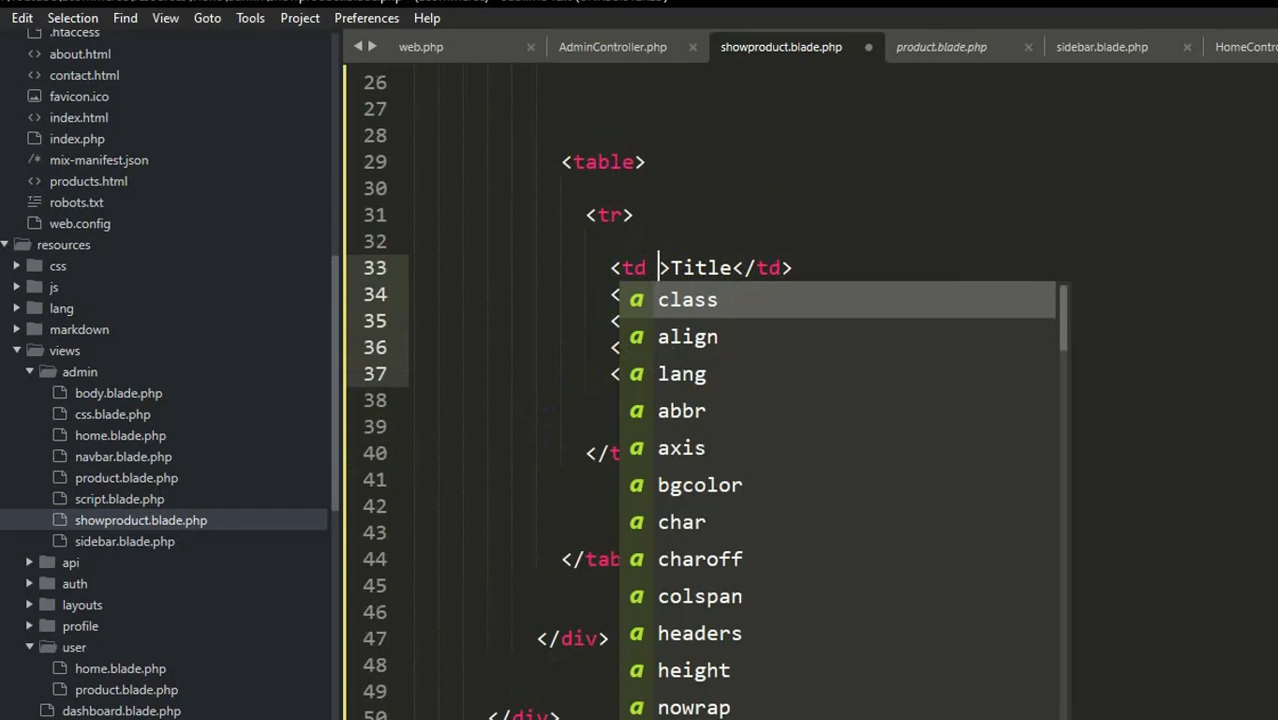 Edit Selection Find View Goto Tools Project Preferences Help
.htaccess
about.html
contact.html
favicon.ico
index.html
index.php
mix-manifest.json
products.html
robots.txt
web.config
resources
css
js
lang
markdown
views
admin
body.blade.php
css.blade.php
home.blade.php
navbar.blade.php
product.blade.php
script.blade.php
showproduct.blade.php
sidebar.blade.php
api
auth
layouts
profile
user
home.blade.php
product.blade.php
dashboard.blade.php
web.php AdminController.php showproduct.blade.php product.blade.php sidebar.blade.php HomeContro
26
27
28
29 <table>
30
31 <tr>
32
33 <td >Title</td>
34 <
35 <
36 <
37 <
38
39
40 </t
41
42
43
44 </tab
45
46
47 </div>
48
49
50 </div>
a class
a align
a lang
a abbr
a axis
a bgcolor
a char
a charoff
a colspan
a headers
a height
a nowrap